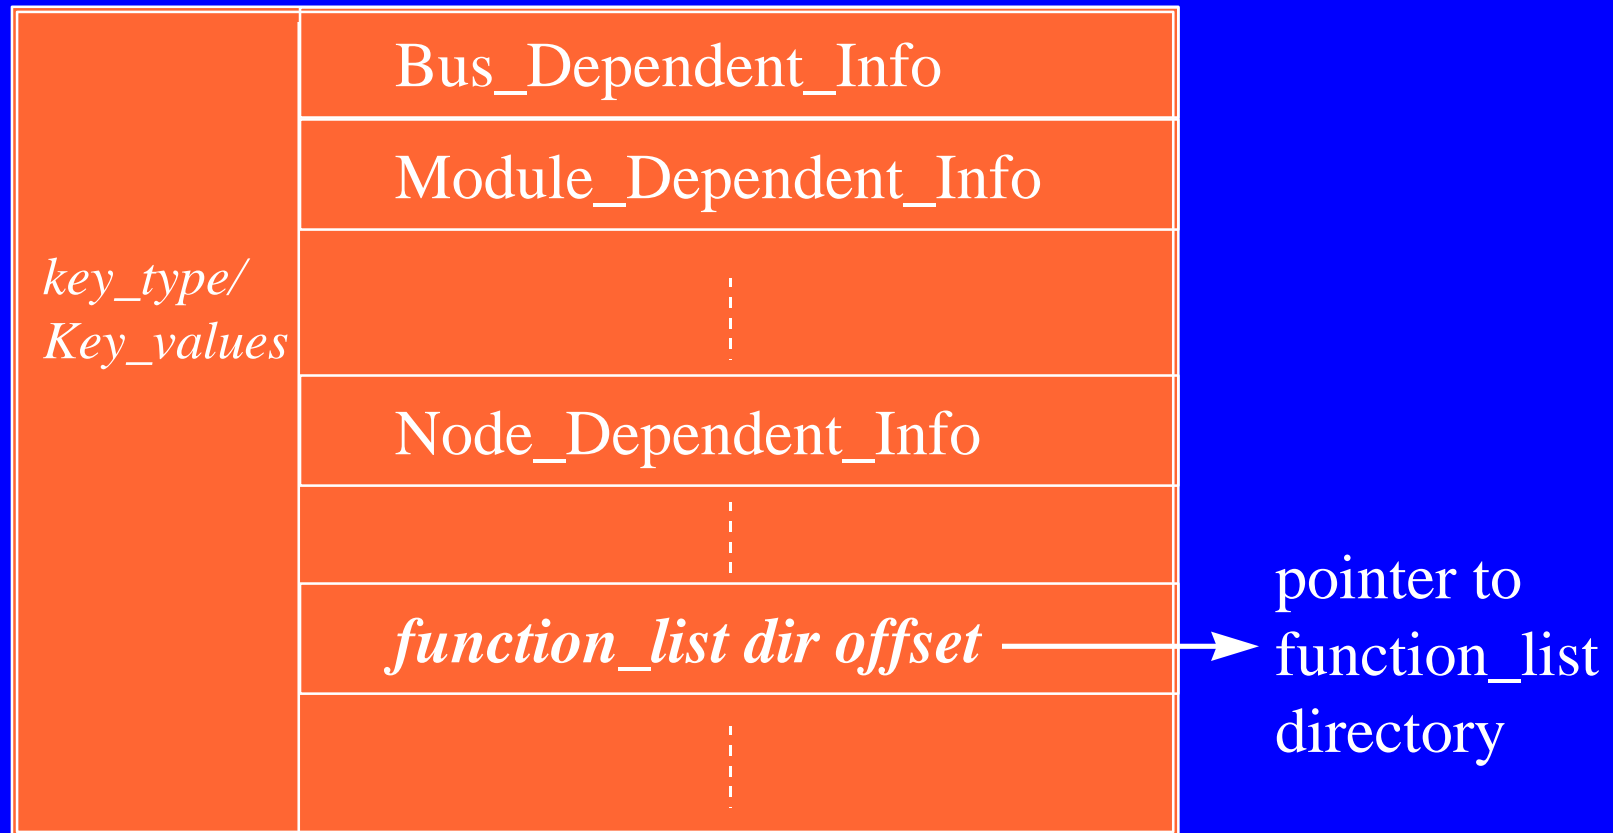 Bus_Dependent_Info
Module_Dependent_Info
key_type/
Key_values
Node_Dependent_Info
function_list dir offset
pointer to
function_list
directory